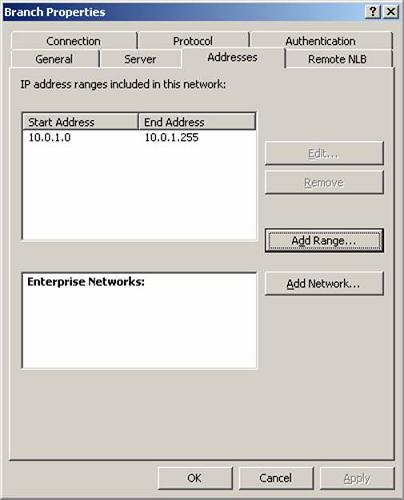 Branch Properties
Connection Protocol Authentication
General Server Addresses Remote NLB
IP address ranges included in this network:
Start Address End Address
10.0.1.0 10.0.1.255
Edit...
Remove
Add Range...
Enterprise Networks:
Add Network...
OK Cancel Apply